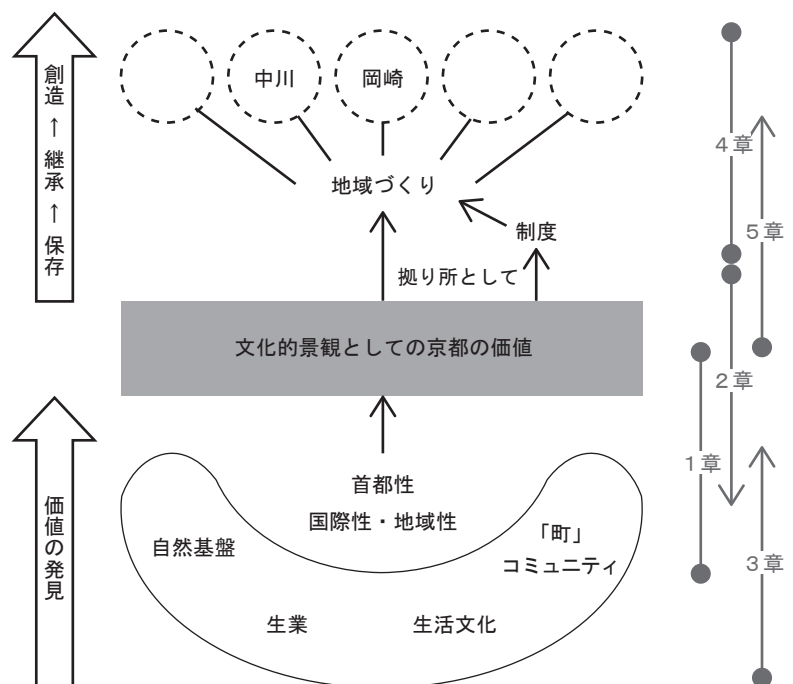 創造 ← 継承 ← 保存
中川
岡崎
地域づくり
制度
拠り所として
文化的景観としての京都の価値
価値の発見
首都性
国際性・地域性
自然基盤
「町」
コミュニティ
生業
生活文化
4章
5章
2章
1章
3章